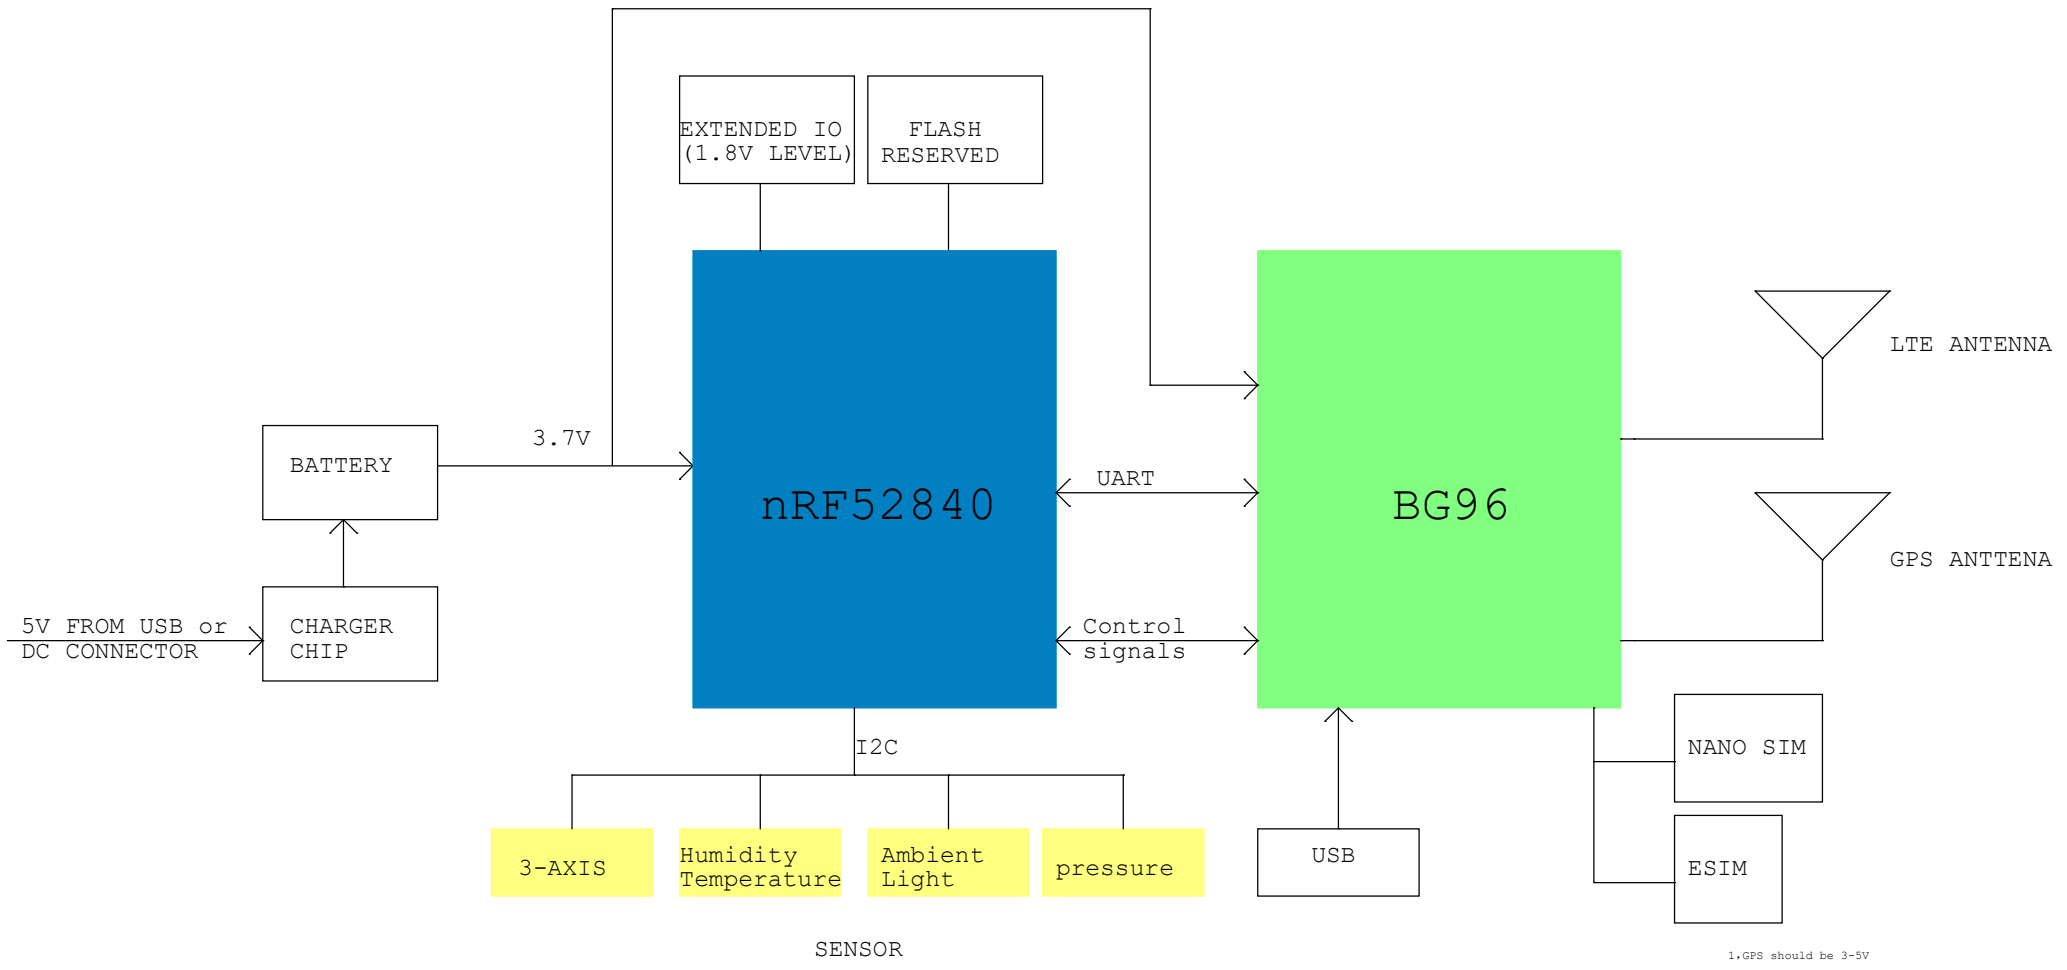 EXTENDED IO
(1.8V LEVEL)
FLASH
RESERVED
LTE ANTENNA
3.7V
BATTERY
UART
nRF52840
BG96
GPS ANTTENA
5V FROM USB or
DC CONNECTOR
CHARGER
CHIP
Control
signals
I2C
NANO SIM
3-AXIS
Humidity
Temperature
Ambient
Light
pressure
USB
ESIM
SENSOR
1,GPS should be 3-5V